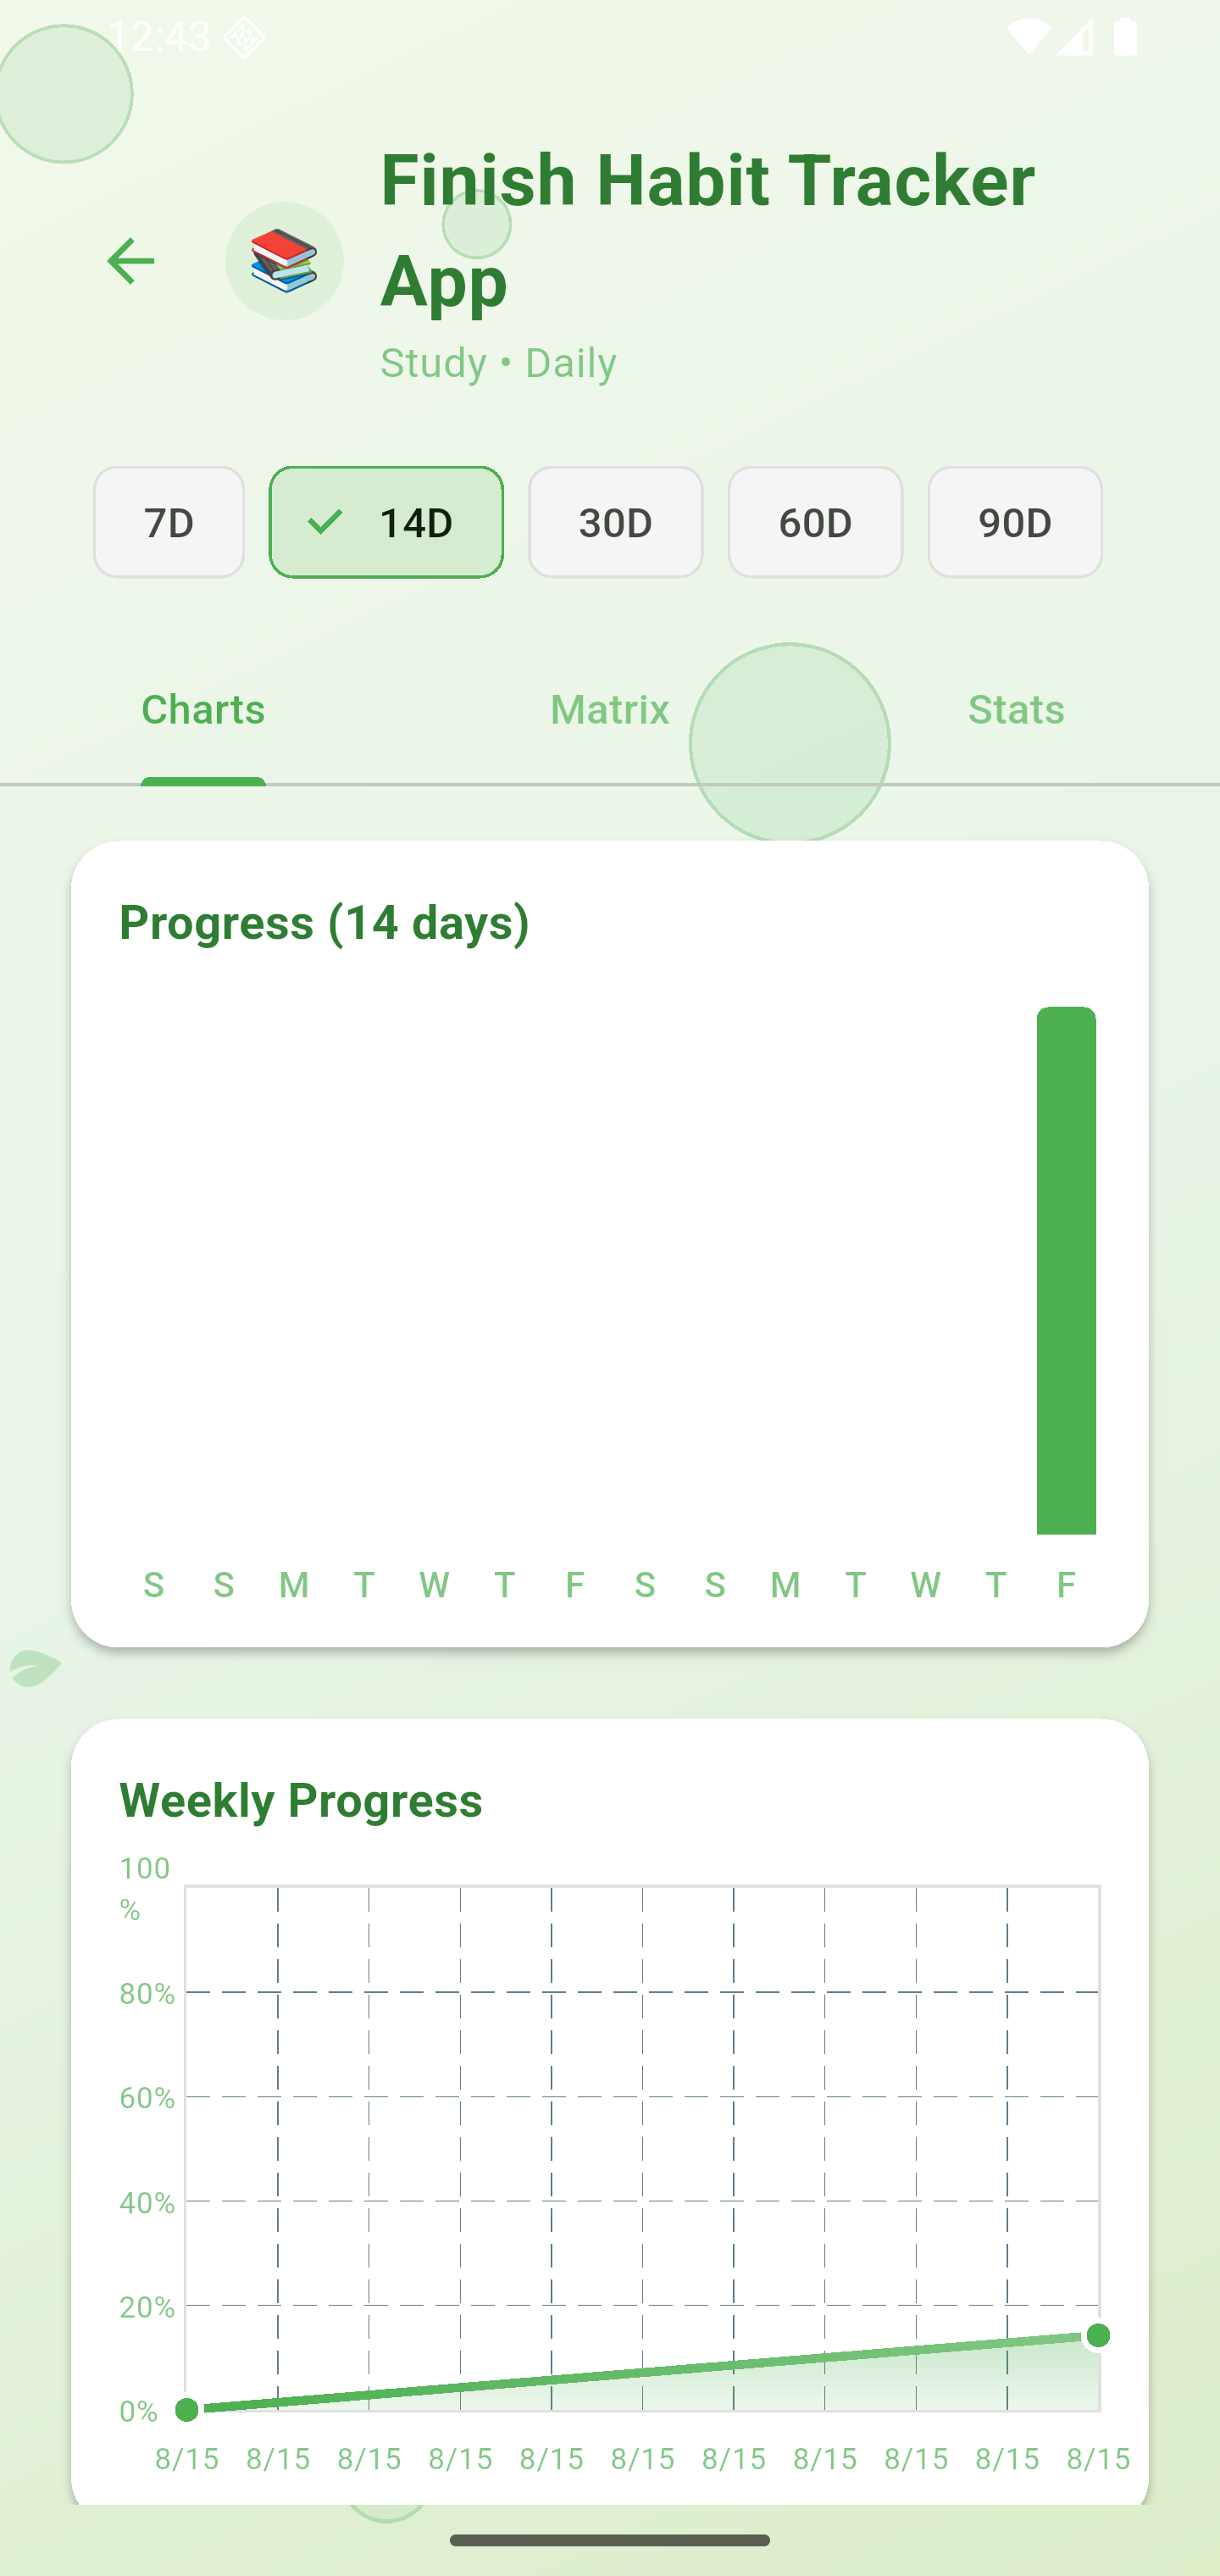 12:43
Finish Habit Tracker
App
Study • Daily
7D 14D 30D 60D 90D
Charts Matrix Stats
Progress (14 days)
S S M T W T F S S M T W T F
Weekly Progress
100
%
80%
60%
40%
20%
0%
8/15 8/15 8/15 8/15 8/15 8/15 8/15 8/15 8/15 8/15 8/15